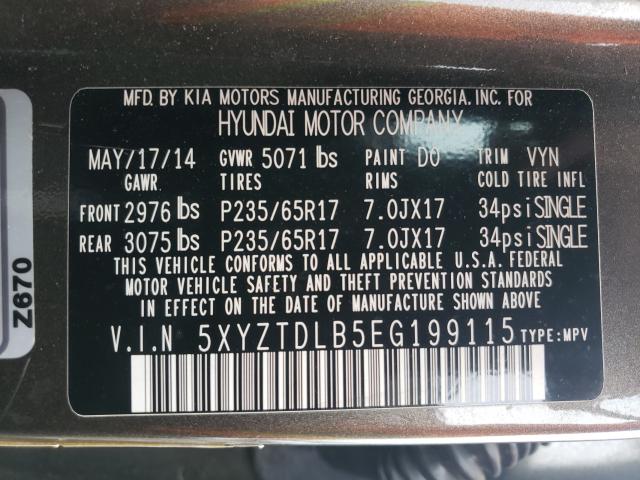 MFD. BY KIA MOTORS MANUFACTURING GEORGIA. INC. FOR
HYUNDAI MOTOR COMPANY
MAY/17/14 GVWR 5071 lbs PAINT DO TRIM VYN
GAWR TIRES RIMS COLD TIRE INFL
FRONT 2976 lbs P235/65R17 7.0JX17 34psi SINGLE
REAR 3075 lbs P235/65R17 7.0JX17 34psi SINGLE
THIS VEHICLE CONFORMS TO ALL APPLICABLE U.S.A. FEDERAL
MOTOR VEHICLE SAFETY AND THEFT PREVENTION STANDARDS
IN EFFECT ON THE DATE OF MANUFACTURE SHOWN ABOVE
V.I.N 5XYZTDLB5EG199115 TYPE: MPV
Z670